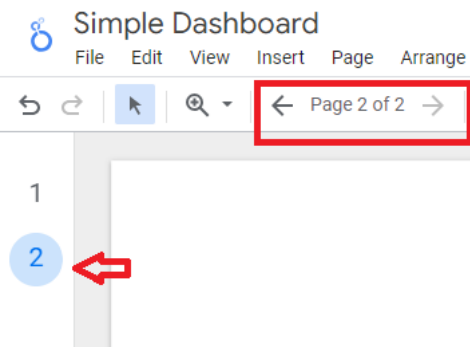 Simple Dashboard
File Edit View Insert Page Arrange
Page 2 of 2
1
2